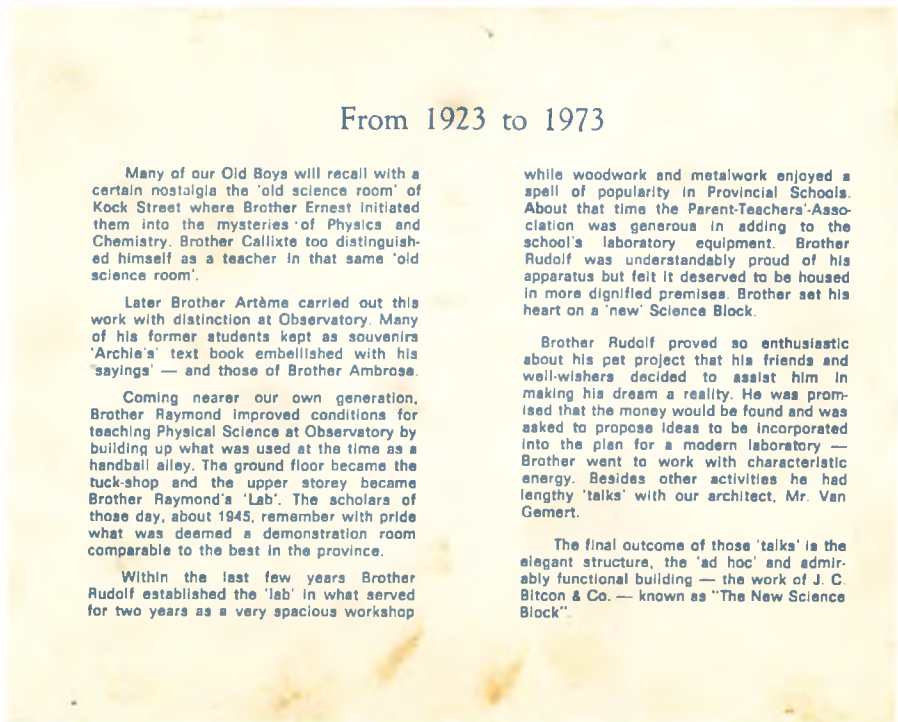 From 1923 to 1973
Many of our Old Boys will recall with a
certain nostalgia the 'old science room' of
Kock Street where Brother Ernest initiated
them into the mysteries of Physics and
Chemistry. Brother Callixte too distinguish-
ed himself as a teacher in that same 'old
science room'.
Later Brother Artème carried out this
work with distinction at Observatory. Many
of his former students kept as souvenirs
'Archie's' text book embellished with his
'sayings' — and those of Brother Ambrose.
Coming nearer our own generation,
Brother Raymond improved conditions for
teaching Physical Science at Observatory by
building up what was used at the time as a
handball alley. The ground floor became the
tuck-shop and the upper storey became
Brother Raymond's 'Lab'. The scholars of
those day, about 1945, remember with pride
what was deemed a demonstration room
comparable to the best in the province.
Within the last few years Brother
Rudolf established the 'lab' in what served
for two years as a very spacious workshop
while woodwork and metalwork enjoyed a
spell of popularity in Provincial Schools.
About that time the Parent-Teachers'-Asso-
ciation was generous in adding to the
school's laboratory equipment. Brother
Rudolf was understandably proud of his
apparatus but felt it deserved to be housed
in more dignified premises. Brother set his
heart on a 'new' Science Block.
Brother Rudolf proved so enthusiastic
about his pet project that his friends and
well-wishers decided to assist him in
making his dream a reality. He was prom-
ised that the money would be found and was
asked to propose ideas to be incorporated
into the plan for a modern laboratory —
Brother went to work with characteristic
energy. Besides other activities he had
lengthy 'talks' with our architect, Mr. Van
Gemert.
The final outcome of those 'talks' is the
elegant structure, the 'ad hoc' and admir-
ably functional building — the work of J. C.
Bitcon & Co. — known as "The New Science
Block".